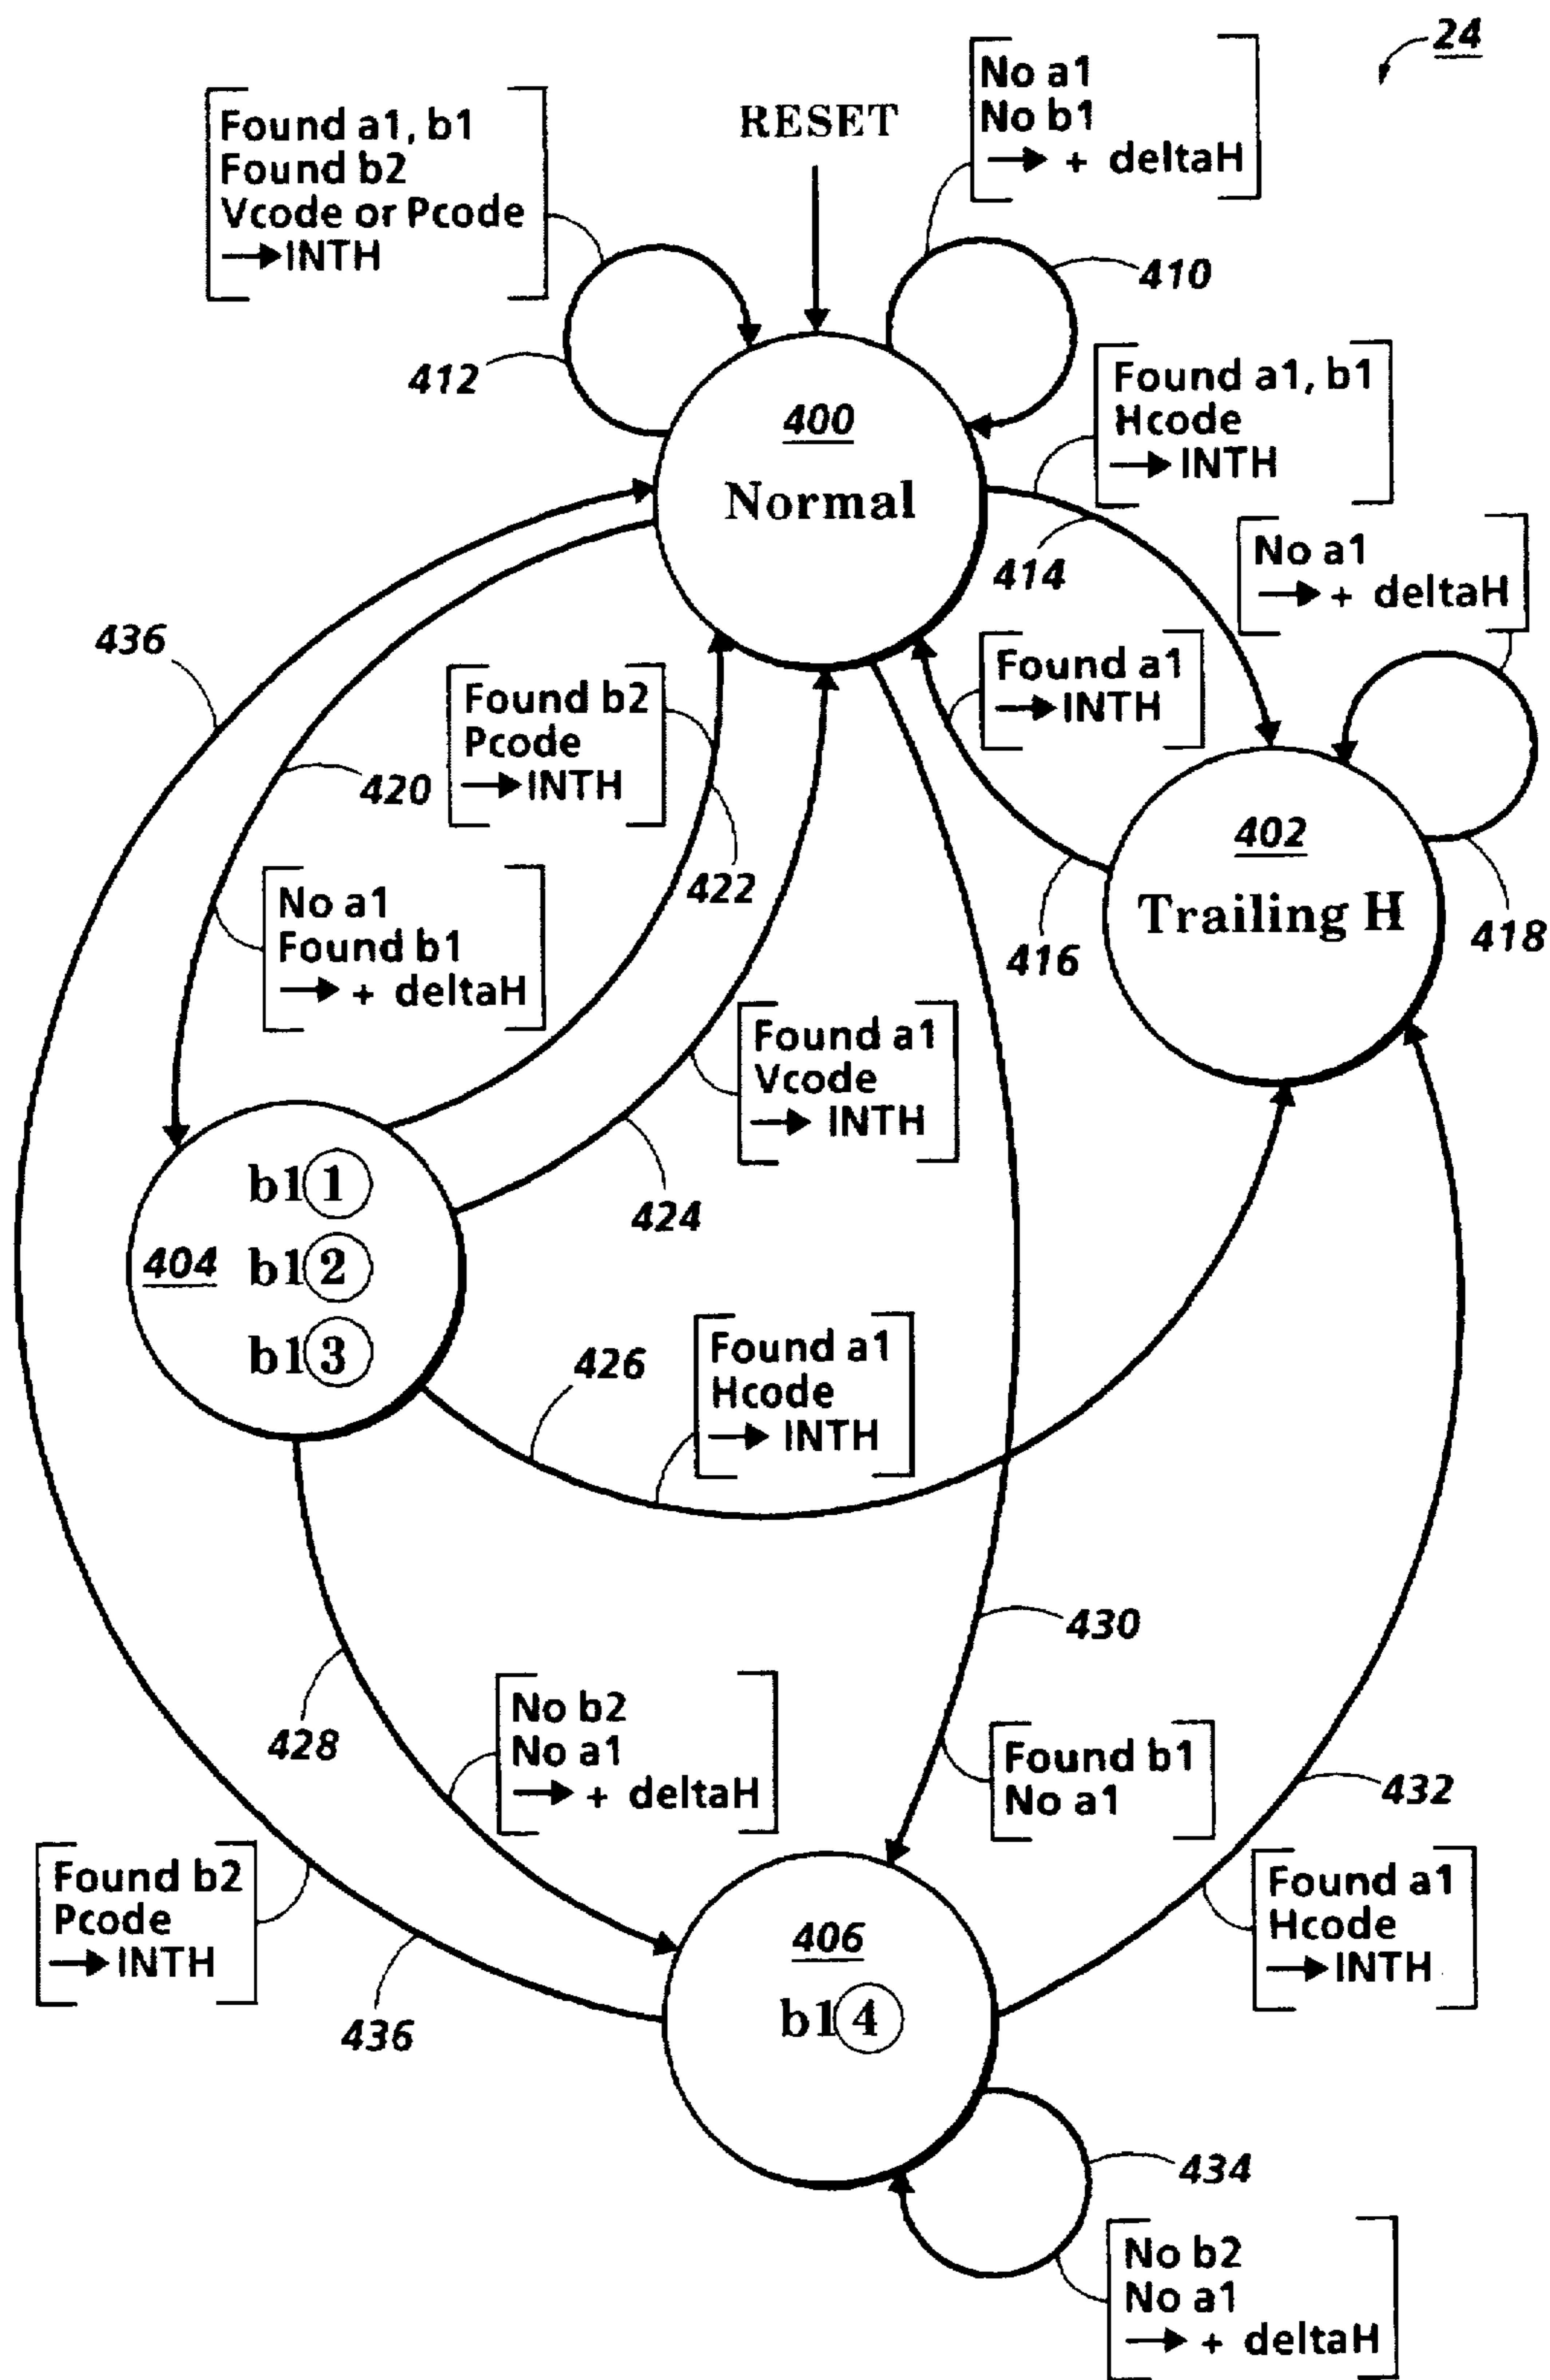 24
No a1
No b1
→ + deltaH
RESET
Found a1, b1
Found b2
Vcode or Pcode
→ INTH
410
412
Found a1, b1
Hcode
→ INTH
400
Normal
414
No a1
→ + deltaH
436
Found a1
→ INTH
Found b2
Pcode
→ INTH
420
422
402
Trailing H
416
418
No a1
Found b1
→ + deltaH
Found a1
Vcode
→ INTH
424
b1 1
404 b1 2
b1 3
426
Found a1
Hcode
→ INTH
430
428
No b2
No a1
→ + deltaH
Found b1
No a1
432
Found b2
Pcode
→ INTH
Found a1
Hcode
→ INTH
406
b1 4
436
434
No b2
No a1
→ + deltaH